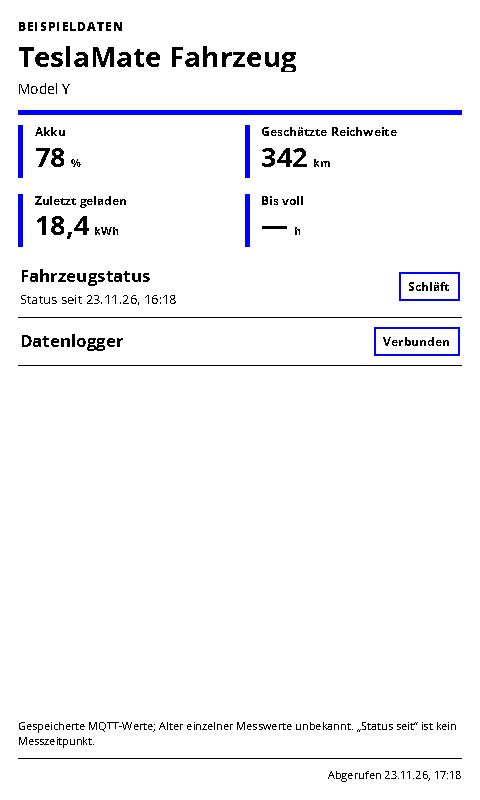 BEISPIELDATEN
TeslaMate Fahrzeug
Model Y
Akku
78 %
Geschätzte Reichweite
342 km
Zuletzt geladen
18,4 kWh
Bis voll
— h
Fahrzeugstatus
Status seit 23.11.26, 16:18
Schläft
Datenlogger
Verbunden
Gespeicherte MQTT-Werte; Alter einzelner Messwerte unbekannt. „Status seit“ ist kein
Messzeitpunkt.
Abgerufen 23.11.26, 17:18